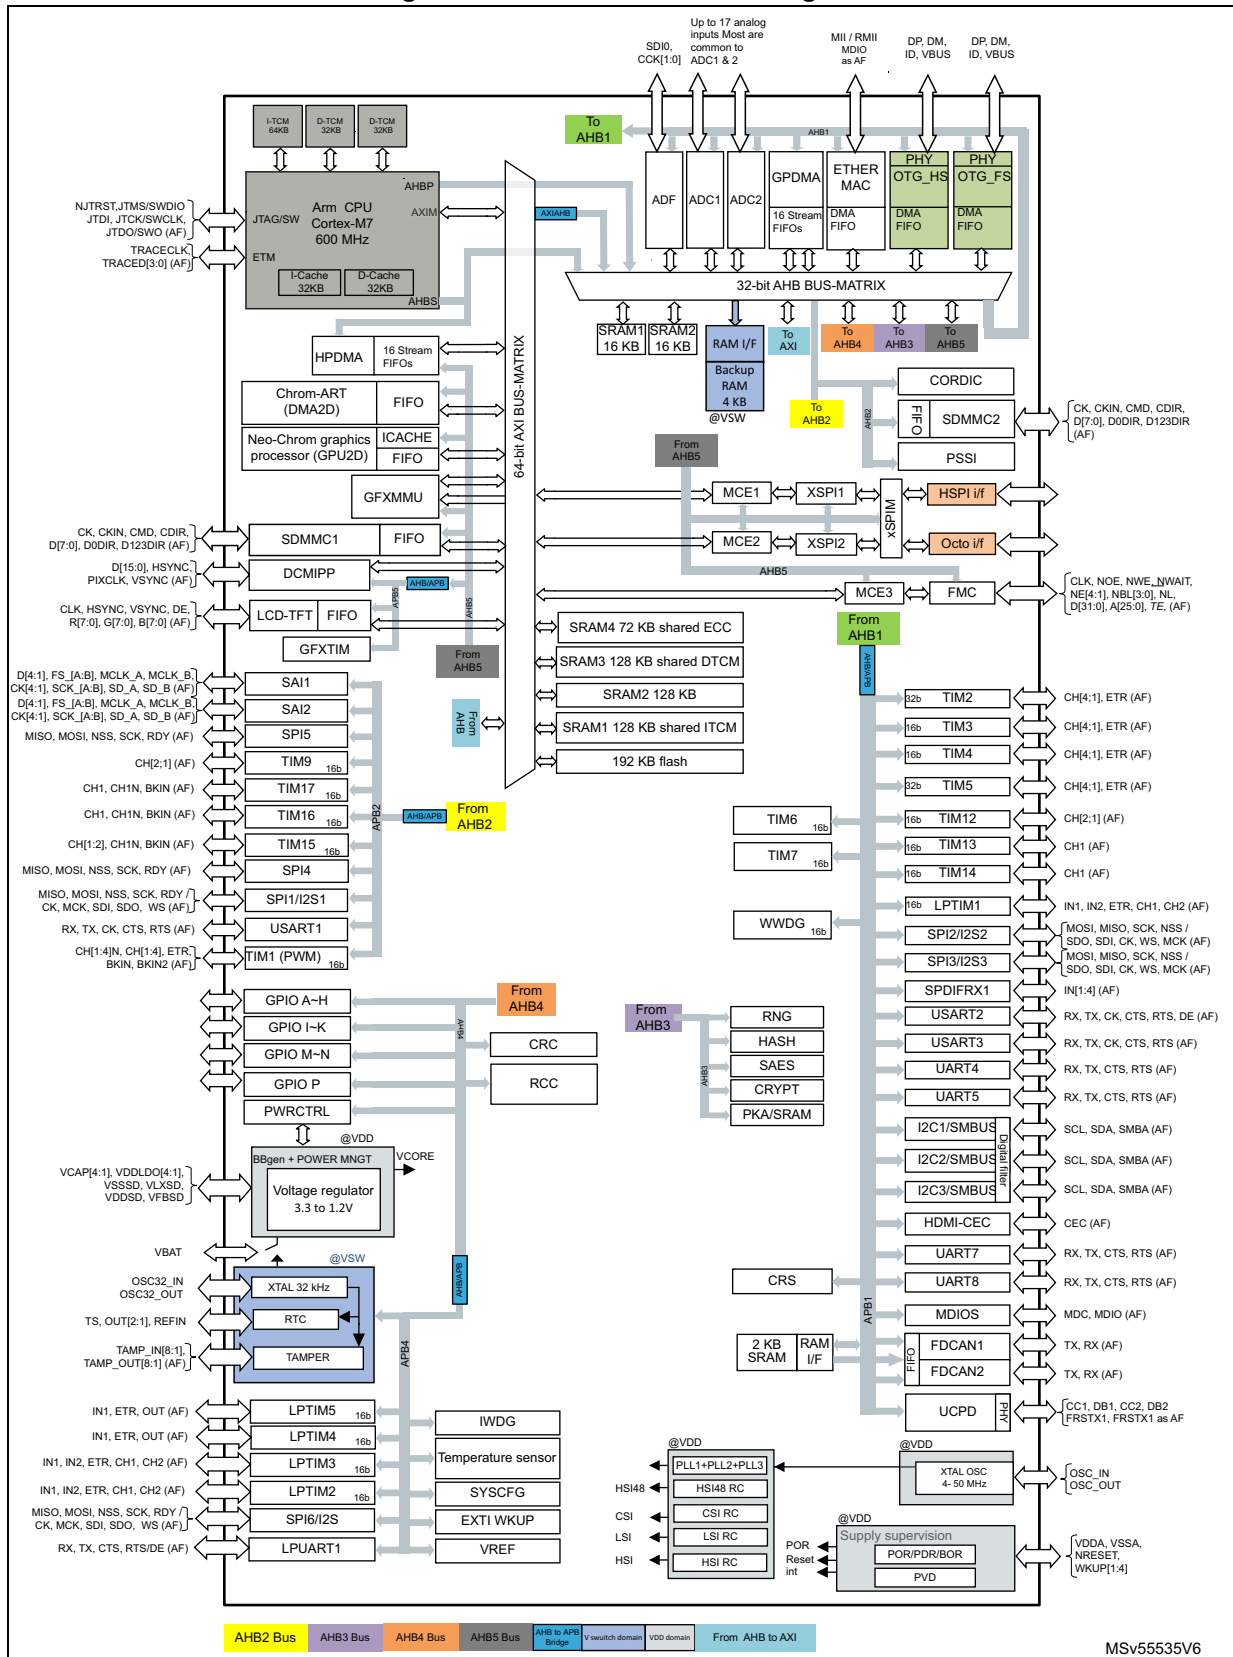 Up to 17 analog
inputs Most are
common to
ADC1 & 2
SDI0,
CCK[1:0]
MII / RMII
MDIO
as AF
DP, DM,
ID, VBUS
DP, DM,
ID, VBUS
I-TCM
64KB
D-TCM
32KB
D-TCM
32KB
To
AHB1
AHB1
AHBP
Arm CPU
Cortex-M7
600 MHz
AXIM
JTAG/SW
ETM
I-Cache
32KB
D-Cache
32KB
AHBS
NJTRST,JTMS/SWDIO
JTDI, JTCK/SWCLK,
JTDO/SWO (AF)
TRACECLK,
TRACED[3:0] (AF)
AXIAHB
ADF
ADC1
ADC2
GPDMA
16 Stream
FIFOs
ETHER
MAC
DMA
FIFO
PHY
OTG_HS
DMA
FIFO
PHY
OTG_FS
DMA
FIFO
32-bit AHB BUS-MATRIX
64-bit AXI BUS-MATRIX
SRAM1
16 KB
SRAM2
16 KB
RAM I/F
Backup
RAM
4 KB
@VSW
To
AXI
To
AHB4
To
AHB3
To
AHB5
To
AHB2
AHB2
CORDIC
FIFO
SDMMC2
PSSI
CK, CKIN, CMD, CDIR,
D[7:0], D0DIR, D123DIR
(AF)
HPDMA
16 Stream
FIFOs
Chrom-ART
(DMA2D)
FIFO
Neo-Chrom graphics
processor (GPU2D)
ICACHE
FIFO
GFXMMU
CK, CKIN, CMD, CDIR,
D[7:0], D0DIR, D123DIR (AF)
SDMMC1
FIFO
D[15:0], HSYNC,
PIXCLK, VSYNC (AF)
DCMIPP
AHB/APB
APB5
AHB5
CLK, HSYNC, VSYNC, DE,
R[7:0], G[7:0], B[7:0] (AF)
LCD-TFT
FIFO
GFXTIM
From
AHB5
From
AHB
From
AHB5
MCE1
XSPI1
xSPIM
HSPI i/f
MCE2
XSPI2
Octo i/f
AHB5
MCE3
FMC
CLK, NOE, NWE, NWAIT,
NE[4:1], NBL[3:0], NL,
D[31:0], A[25:0], TE, (AF)
SRAM4 72 KB shared ECC
SRAM3 128 KB shared DTCM
SRAM2 128 KB
SRAM1 128 KB shared ITCM
192 KB flash
From
AHB1
AHB/APB
D[4:1], FS_[A:B], MCLK_A, MCLK_B,
CK[4:1], SCK_[A:B], SD_A, SD_B (AF)
SAI1
D[4:1], FS_[A:B], MCLK_A, MCLK_B,
CK[4:1], SCK_[A:B], SD_A, SD_B (AF)
SAI2
MISO, MOSI, NSS, SCK, RDY (AF)
SPI5
CH[2;1] (AF)
TIM9
16b
CH1, CH1N, BKIN (AF)
TIM17
16b
CH1, CH1N, BKIN (AF)
TIM16
16b
CH[1:2], CH1N, BKIN (AF)
TIM15
16b
MISO, MOSI, NSS, SCK, RDY (AF)
SPI4
MISO, MOSI, NSS, SCK, RDY /
CK, MCK, SDI, SDO, WS (AF)
SPI1/I2S1
RX, TX, CK, CTS, RTS (AF)
USART1
CH[1:4]N, CH[1:4], ETR,
BKIN, BKIN2 (AF)
TIM1 (PWM)
16b
APB2
AHB/APB
From
AHB2
32b
TIM2
CH[4;1], ETR (AF)
16b
TIM3
CH[4;1], ETR (AF)
16b
TIM4
CH[4;1], ETR (AF)
32b
TIM5
CH[4;1], ETR (AF)
TIM6
16b
16b
TIM12
CH[2;1] (AF)
16b
TIM13
CH1 (AF)
TIM7
16b
16b
TIM14
CH1 (AF)
16b
LPTIM1
IN1, IN2, ETR, CH1, CH2 (AF)
WWDG
16b
SPI2/I2S2
MOSI, MISO, SCK, NSS /
SDO, SDI, CK, WS, MCK (AF)
SPI3/I2S3
MOSI, MISO, SCK, NSS /
SDO, SDI, CK, WS, MCK (AF)
SPDIFRX1
IN[1:4] (AF)
USART2
RX, TX, CK, CTS, RTS, DE (AF)
USART3
RX, TX, CK, CTS, RTS (AF)
UART4
RX, TX, CTS, RTS (AF)
UART5
RX, TX, CTS, RTS (AF)
I2C1/SMBUS
SCL, SDA, SMBA (AF)
I2C2/SMBUS
SCL, SDA, SMBA (AF)
I2C3/SMBUS
SCL, SDA, SMBA (AF)
Digital filter
HDMI-CEC
CEC (AF)
UART7
RX, TX, CTS, RTS (AF)
CRS
UART8
RX, TX, CTS, RTS (AF)
APB1
MDIOS
MDC, MDIO (AF)
2 KB
SRAM
RAM
I/F
FIFO
FDCAN1
TX, RX (AF)
FDCAN2
TX, RX (AF)
UCPD
PHY
CC1, DB1, CC2, DB2
FRSTX1, FRSTX1 as AF
GPIO A~H
GPIO I~K
GPIO M~N
GPIO P
PWRCTRL
AHB4
From
AHB4
CRC
RCC
From
AHB3
AHB3
RNG
HASH
SAES
CRYPT
PKA/SRAM
@VDD
BBgen + POWER MNGT
Voltage regulator
3.3 to 1.2V
VCORE
VCAP[4:1], VDDLDO[4:1],
VSSSD, VLXSD,
VDDSD, VFBSD
VBAT
@VSW
OSC32_IN
OSC32_OUT
XTAL 32 kHz
TS, OUT[2:1], REFIN
RTC
TAMP_IN[8:1],
TAMP_OUT[8:1] (AF)
TAMPER
AHB/APB
APB4
IN1, ETR, OUT (AF)
LPTIM5
16b
IN1, ETR, OUT (AF)
LPTIM4
16b
IN1, IN2, ETR, CH1, CH2 (AF)
LPTIM3
16b
IN1, IN2, ETR, CH1, CH2 (AF)
LPTIM2
16b
MISO, MOSI, NSS, SCK, RDY /
CK, MCK, SDI, SDO, WS (AF)
SPI6/I2S
RX, TX, CTS, RTS/DE (AF)
LPUART1
IWDG
Temperature sensor
SYSCFG
EXTI WKUP
VREF
@VDD
PLL1+PLL2+PLL3
HSI48
HSI48 RC
CSI
CSI RC
LSI
LSI RC
HSI
HSI RC
@VDD
XTAL OSC
4- 50 MHz
OSC_IN
OSC_OUT
@VDD
Supply supervision
POR
Reset
int
POR/PDR/BOR
PVD
VDDA, VSSA,
NRESET,
WKUP[1:4]
AHB2 Bus
AHB3 Bus
AHB4 Bus
AHB5 Bus
AHB to APB
Bridge
V swuitch domain
VDD domain
From AHB to AXI
MSv55535V6